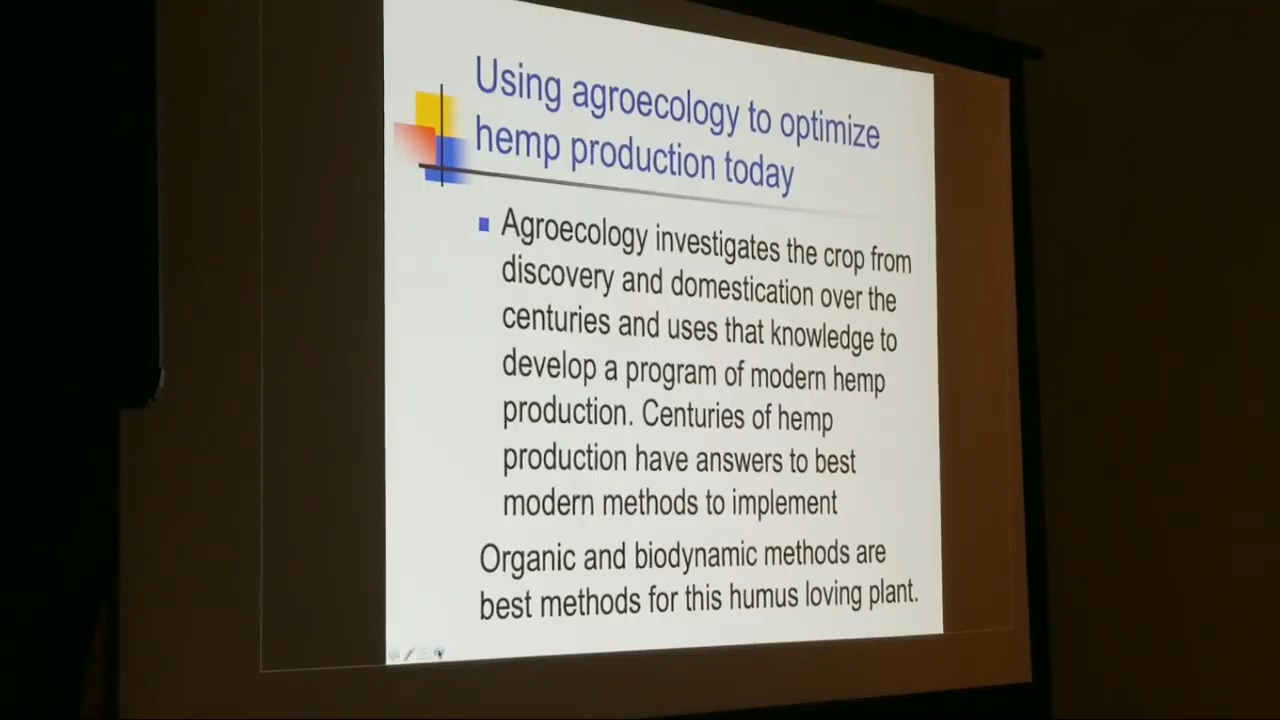 Using agroecology to optimize
hemp production today
Agroecology investigates the crop from
discovery and domestication over the
centuries and uses that knowledge to
develop a program of modern hemp
production. Centuries of hemp
production have answers to best
modern methods to implement
Organic and biodynamic methods are
best methods for this humus loving plant.